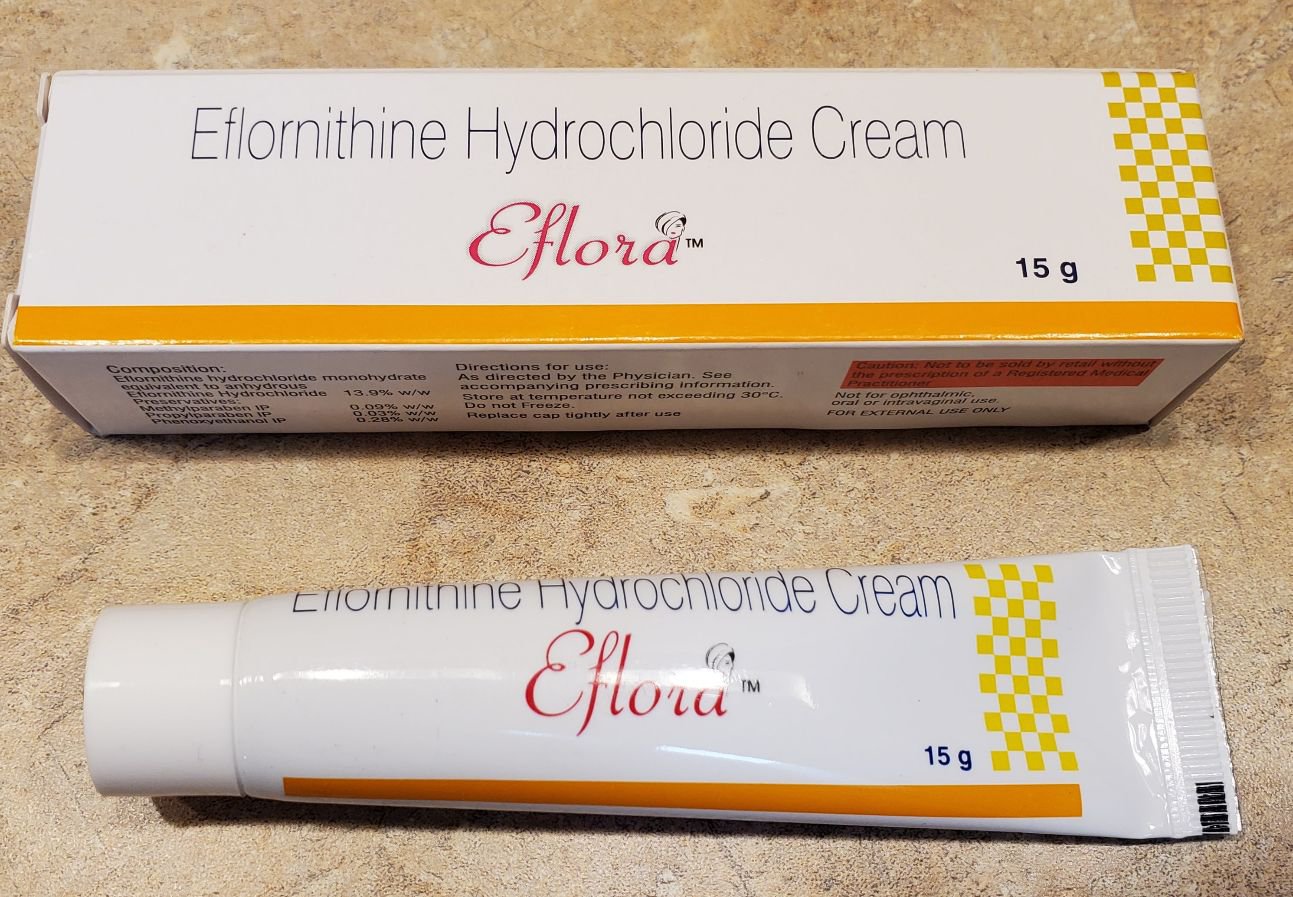 Eflornithine Hydrochloride Cream
Eflora™
15 g
Composition:
Eflornithine hydrochloride monohydrate
equivalent to anhydrous
Eflornithine Hydrochloride 13.9% w/w
Preservatives:
Methylparaben IP 0.09% w/w
Propylparaben IP 0.03% w/w
Phenoxyethanol IP 0.28% w/w
Directions for use:
As directed by the Physician. See
accompanying prescribing information.
Store at temperature not exceeding 30°C.
Do not Freeze.
Replace cap tightly after use
Caution: Not to be sold by retail without
the prescription of a Registered Medical
Practitioner
Not for ophthalmic,
oral or intravaginal use.
FOR EXTERNAL USE ONLY
Eflornithine Hydrochloride Cream
Eflora™
15 g